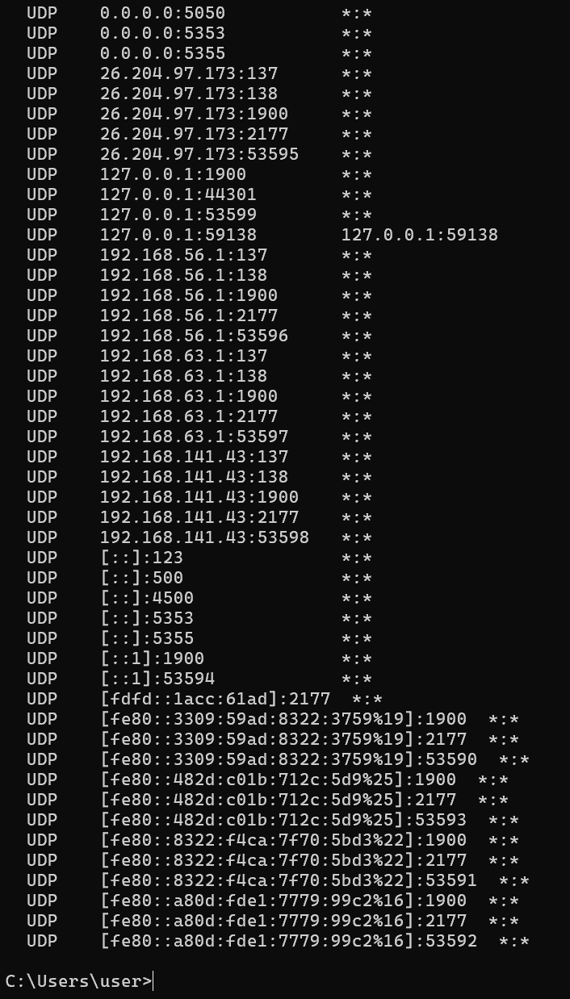 UDP    0.0.0.0:5050           *:*
UDP    0.0.0.0:5353           *:*
UDP    0.0.0.0:5355           *:*
UDP    26.204.97.173:137      *:*
UDP    26.204.97.173:138      *:*
UDP    26.204.97.173:1900     *:*
UDP    26.204.97.173:2177     *:*
UDP    26.204.97.173:53595    *:*
UDP    127.0.0.1:1900         *:*
UDP    127.0.0.1:44301        *:*
UDP    127.0.0.1:53599        *:*
UDP    127.0.0.1:59138        127.0.0.1:59138
UDP    192.168.56.1:137       *:*
UDP    192.168.56.1:138       *:*
UDP    192.168.56.1:1900      *:*
UDP    192.168.56.1:2177      *:*
UDP    192.168.56.1:53596     *:*
UDP    192.168.63.1:137       *:*
UDP    192.168.63.1:138       *:*
UDP    192.168.63.1:1900      *:*
UDP    192.168.63.1:2177      *:*
UDP    192.168.63.1:53597     *:*
UDP    192.168.141.43:137     *:*
UDP    192.168.141.43:138     *:*
UDP    192.168.141.43:1900    *:*
UDP    192.168.141.43:2177    *:*
UDP    192.168.141.43:53598   *:*
UDP    [::]:123               *:*
UDP    [::]:500               *:*
UDP    [::]:4500              *:*
UDP    [::]:5353              *:*
UDP    [::]:5355              *:*
UDP    [::1]:1900             *:*
UDP    [::1]:53594            *:*
UDP    [fdfd::1acc:61ad]:2177  *:*
UDP    [fe80::3309:59ad:8322:3759%19]:1900  *:*
UDP    [fe80::3309:59ad:8322:3759%19]:2177  *:*
UDP    [fe80::3309:59ad:8322:3759%19]:53590  *:*
UDP    [fe80::482d:c01b:712c:5d9%25]:1900  *:*
UDP    [fe80::482d:c01b:712c:5d9%25]:2177  *:*
UDP    [fe80::482d:c01b:712c:5d9%25]:53593  *:*
UDP    [fe80::8322:f4ca:7f70:5bd3%22]:1900  *:*
UDP    [fe80::8322:f4ca:7f70:5bd3%22]:2177  *:*
UDP    [fe80::8322:f4ca:7f70:5bd3%22]:53591  *:*
UDP    [fe80::a80d:fde1:7779:99c2%16]:1900  *:*
UDP    [fe80::a80d:fde1:7779:99c2%16]:2177  *:*
UDP    [fe80::a80d:fde1:7779:99c2%16]:53592  *:*
C:\Users\user>